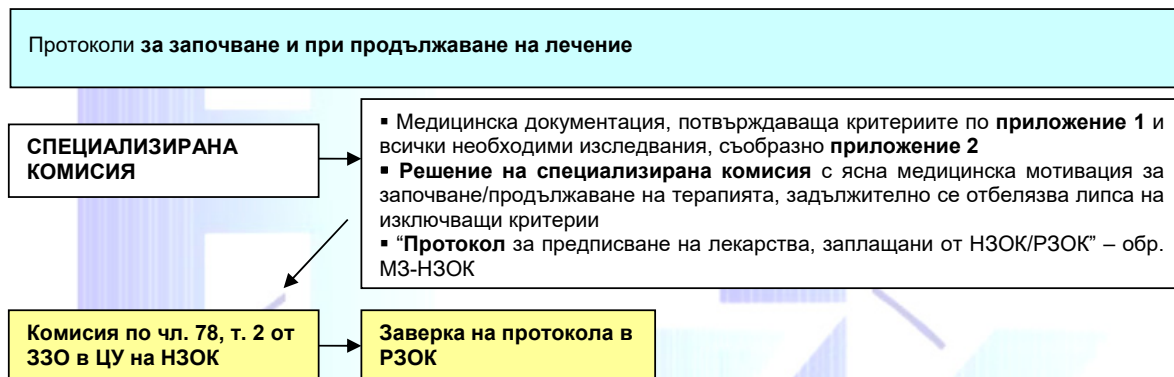 Протоколи за започване и при продължаване на лечение
СПЕЦИАЛИЗИРАНА
КОМИСИЯ
▪ Медицинска документация, потвърждаваща критериите по приложение 1 и
всички необходими изследвания, съобразно приложение 2
▪ Решение на специализирана комисия с ясна медицинска мотивация за
започване/продължаване на терапията, задължително се отбелязва липса на
изключващи критерии
▪ “Протокол за предписване на лекарства, заплащани от НЗОК/РЗОК” – обр.
МЗ-НЗОК
Комисия по чл. 78, т. 2 от
ЗЗО в ЦУ на НЗОК
Заверка на протокола в
РЗОК